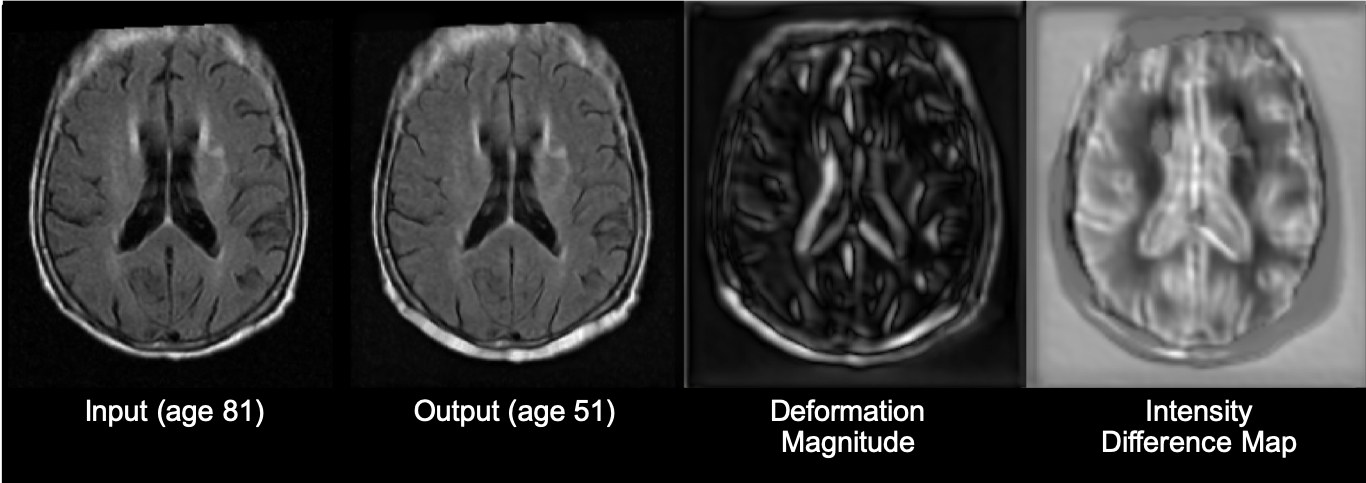 Input (age 81)
Output (age 51)
Deformation
Magnitude
Intensity
Difference Map